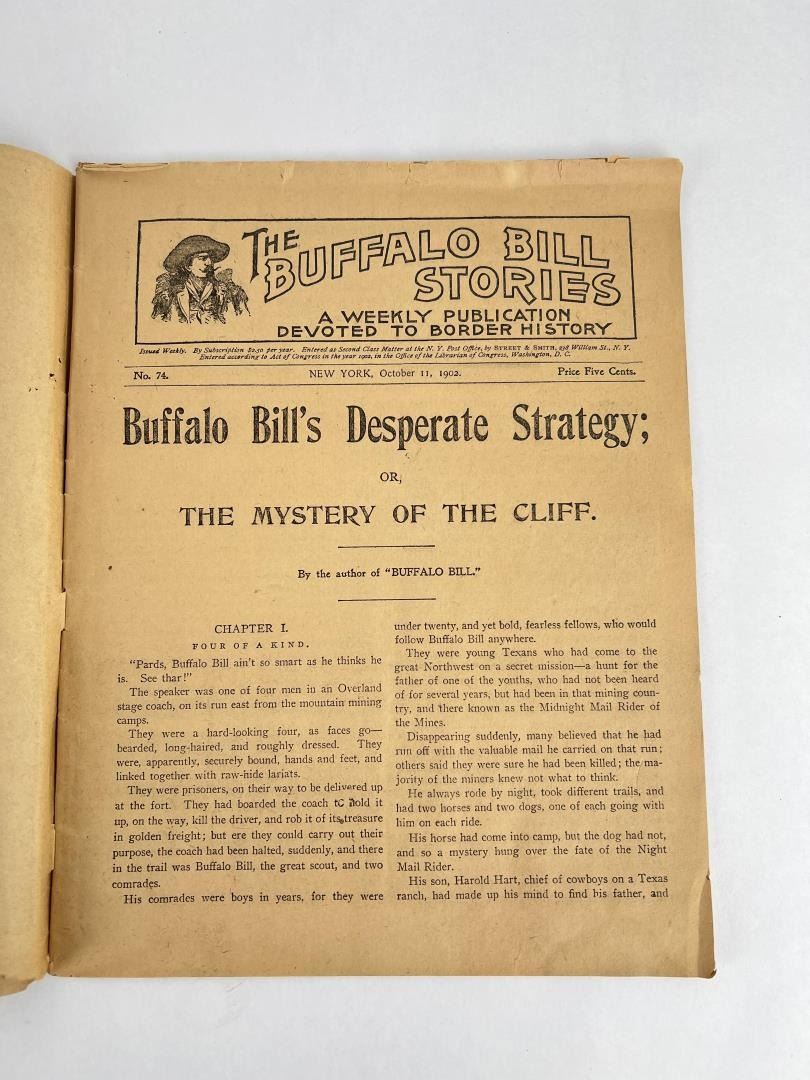 THE BUFFALO BILL
STORIES
A WEEKLY PUBLICATION
DEVOTED TO BORDER HISTORY
Issued Weekly. By Subscription $2.50 per year. Entered as Second Class Matter at the N. Y. Post Office, by STREET & SMITH, 238 William St., N. Y.
Entered according to Act of Congress in the year 1902, in the Office of the Librarian of Congress, Washington, D. C.
No. 74. NEW YORK, October 11, 1902. Price Five Cents.
Buffalo Bill's Desperate Strategy;
OR,
THE MYSTERY OF THE CLIFF.
By the author of "BUFFALO BILL."
CHAPTER I.
FOUR OF A KIND.
"Pards, Buffalo Bill ain't so smart as he thinks he
is. See thar!"
The speaker was one of four men in an Overland
stage coach, on its run east from the mountain mining
camps.
They were a hard-looking four, as faces go—
bearded, long-haired, and roughly dressed. They
were, apparently, securely bound, hands and feet, and
linked together with raw-hide lariats.
They were prisoners, on their way to be delivered up
at the fort. They had boarded the coach to hold it
up, on the way, kill the driver, and rob it of its treasure
in golden freight; but ere they could carry out their
purpose, the coach had been halted, suddenly, and there
in the trail was Buffalo Bill, the great scout, and two
comrades.
His comrades were boys in years, for they were
under twenty, and yet bold, fearless fellows, who would
follow Buffalo Bill anywhere.
They were young Texans who had come to the
great Northwest on a secret mission—a hunt for the
father of one of the youths, who had not been heard
of for several years, but had been in that mining coun-
try, and there known as the Midnight Mail Rider of
the Mines.
Disappearing suddenly, many believed that he had
run off with the valuable mail he carried on that run;
others said they were sure he had been killed; the ma-
jority of the miners knew not what to think.
He always rode by night, took different trails, and
had two horses and two dogs, one of each going with
him on each ride.
His horse had come into camp, but the dog had not,
and so a mystery hung over the fate of the Night
Mail Rider.
His son, Harold Hart, chief of cowboys on a Texas
ranch, had made up his mind to find his father, and